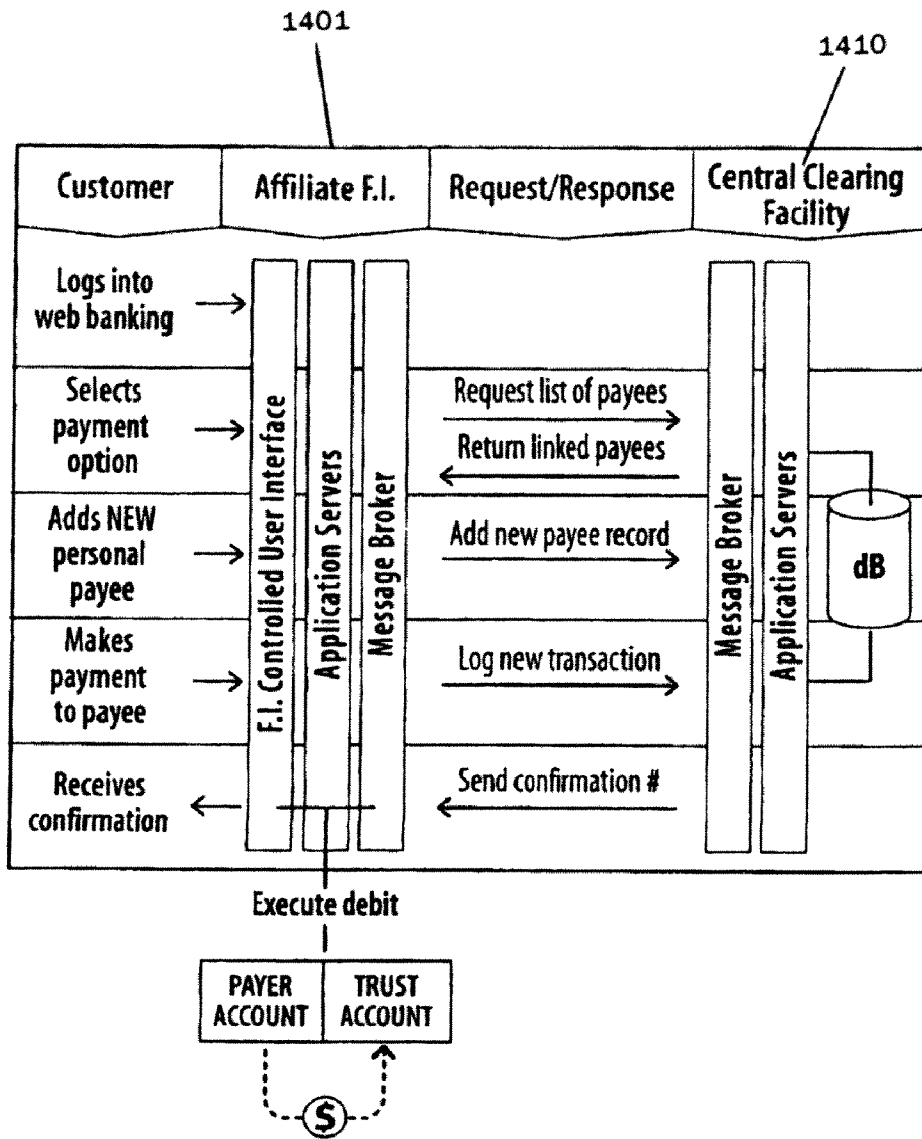 1401
1410
Customer
Affiliate F.I.
Request/Response
Central Clearing
Facility
Logs into
web banking
Selects
payment
option
Request list of payees
Return linked payees
Adds NEW
personal
payee
Add new payee record
Makes
payment
to payee
Log new transaction
Receives
confirmation
Send confirmation #
F.I. Controlled User Interface
Application Servers
Message Broker
Message Broker
Application Servers
dB
Execute debit
PAYER
ACCOUNT
TRUST
ACCOUNT
$